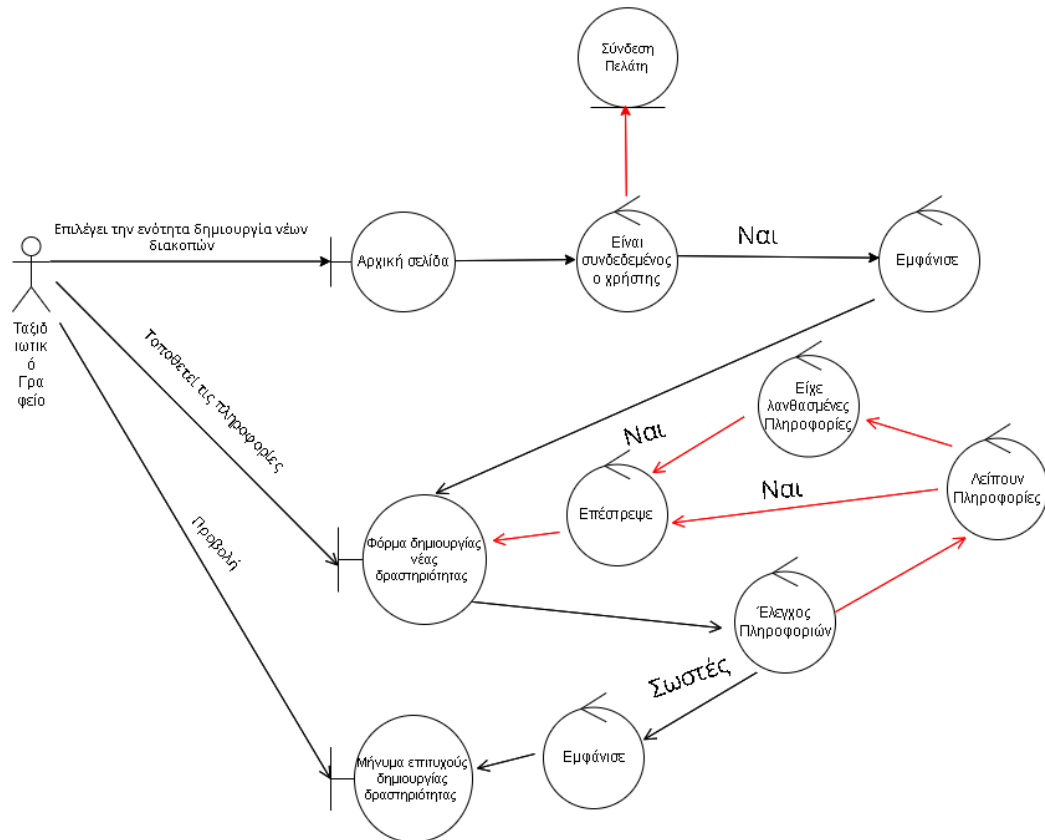 Σύνδεση
Πελάτη
Επιλέγει την ενότητα δημιουργία νέων
διακοπών
Αρχική σελίδα
Είναι
συνδεδεμένος
ο χρήστης
Ναι
Εμφάνισε
Ταξιδ
ιωτικ
ό
Γρα
φείο
Τοποθετεί τις πληροφορίες
Είχε
λανθασμένες
Πληροφορίες
Ναι
Λείπουν
Πληροφορίες
Ναι
Επέστρεψε
Φόρμα δημιουργίας
νέας
δραστηριότητας
Προβολή
Έλεγχος
Πληροφοριών
Σωστές
Εμφάνισε
Μήνυμα επιτυχούς
δημιουργίας
δραστηριότητας